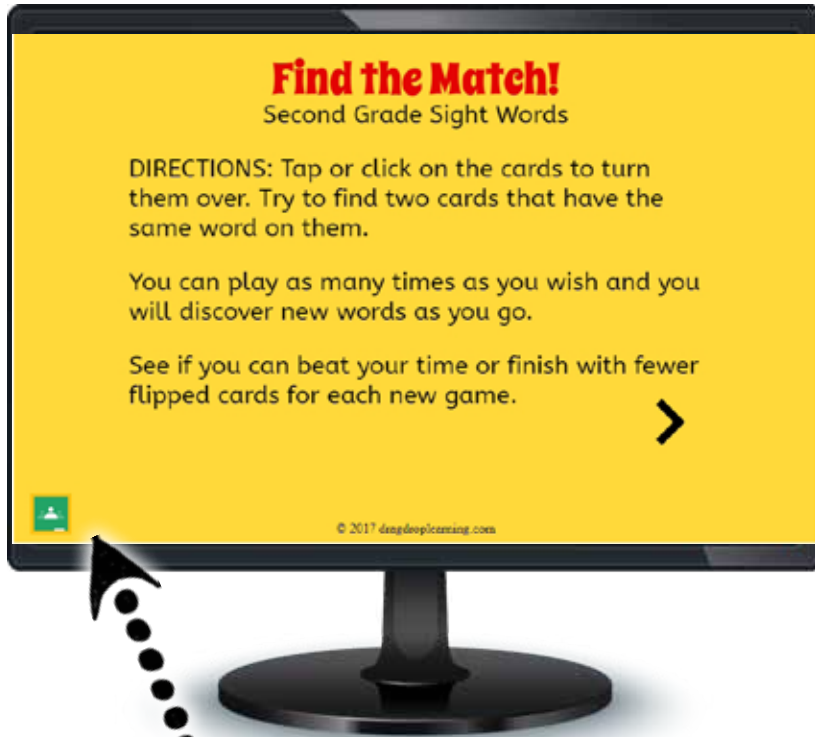 Find the Match!
Second Grade Sight Words
DIRECTIONS: Tap or click on the cards to turn
them over. Try to find two cards that have the
same word on them.
You can play as many times as you wish and you
will discover new words as you go.
See if you can beat your time or finish with fewer
flipped cards for each new game.
© 2017